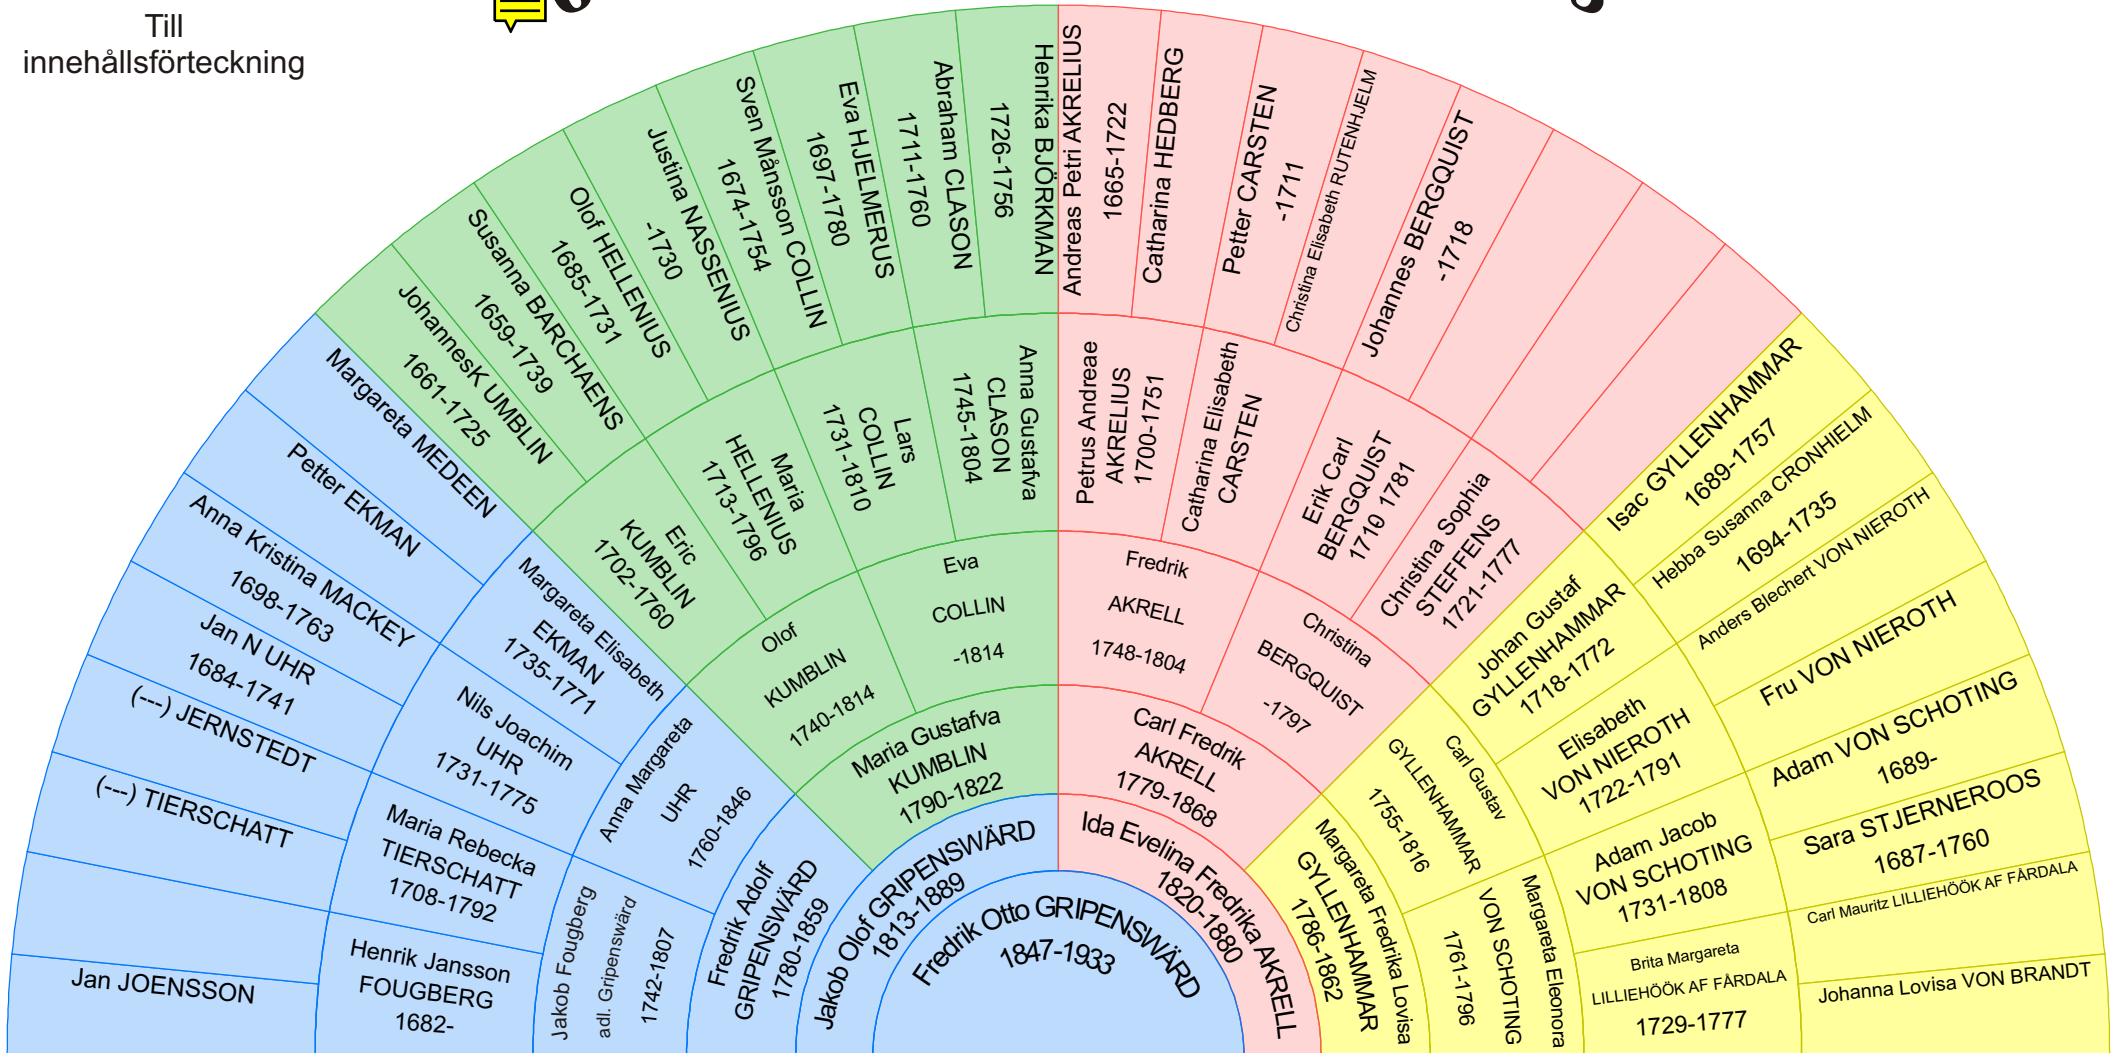 Till
innehållsförteckning
Fredrik Otto GRIPENSWÄRD
1847-1933
Jakob Olof GRIPENSWÄRD
1813-1889
Ida Evelina Fredrika AKRELL
1820-1880
Fredrik Adolf
GRIPENSWÄRD
1780-1859
Maria Gustafva
KUMBLIN
1790-1822
Carl Fredrik
AKRELL
1779-1868
Margareta Fredrika Lovisa
GYLLENHAMMAR
1786-1862
Jakob Fougberg
adl. Gripenswärd
1742-1807
Anna Margareta
UHR
1760-1846
Olof
KUMBLIN
1740-1814
Eva
COLLIN
-1814
Fredrik
AKRELL
1748-1804
Christina
BERGQUIST
-1797
Carl Gustav
GYLLENHAMMAR
1755-1816
Margareta Eleonora
VON SCHOTING
1761-1796
Henrik Jansson
FOUGBERG
1682-
Maria Rebecka
TIERSCHATT
1708-1792
Nils Joachim
UHR
1731-1775
Margareta Elisabeth
EKMAN
1735-1771
Eric
KUMBLIN
1702-1760
Maria
HELLENIUS
1713-1796
Lars
COLLIN
1731-1810
Anna Gustafva
CLASON
1745-1804
Petrus Andreae
AKRELIUS
1700-1751
Catharina Elisabeth
CARSTEN
Erik Carl
BERGQUIST
1710 1781
Christina Sophia
STEFFENS
1721-1777
Johan Gustaf
GYLLENHAMMAR
1718-1772
Elisabeth
VON NIEROTH
1722-1791
Adam Jacob
VON SCHOTING
1731-1808
Brita Margareta
LILLIEHÖÖK AF FÅRDALA
1729-1777
Jan JOENSSON
(---) TIERSCHATT
(---) JERNSTEDT
Jan N UHR
1684-1741
Anna Kristina MACKEY
1698-1763
Petter EKMAN
Margareta MEDEEN
JohannesK UMBLIN
1661-1725
Susanna BARCHAENS
1659-1739
Olof HELLENIUS
1685-1731
Justina NASSENIUS
-1730
Sven Månsson COLLIN
1674-1754
Eva HJELMERUS
1697-1780
Abraham CLASON
1711-1760
Henrika BJÖRKMAN
1726-1756
Andreas Petri AKRELIUS
1665-1722
Catharina HEDBERG
Petter CARSTEN
-1711
Christina Elisabeth RUTENHJELM
Johannes BERGQUIST
-1718
Isac GYLLENHAMMAR
1689-1757
Hebba Susanna CRONHIELM
1694-1735
Anders Blechert VON NIEROTH
Fru VON NIEROTH
Adam VON SCHOTING
1689-
Sara STJERNEROOS
1687-1760
Carl Mauritz LILLIEHÖÖK AF FÅRDALA
Johanna Lovisa VON BRANDT